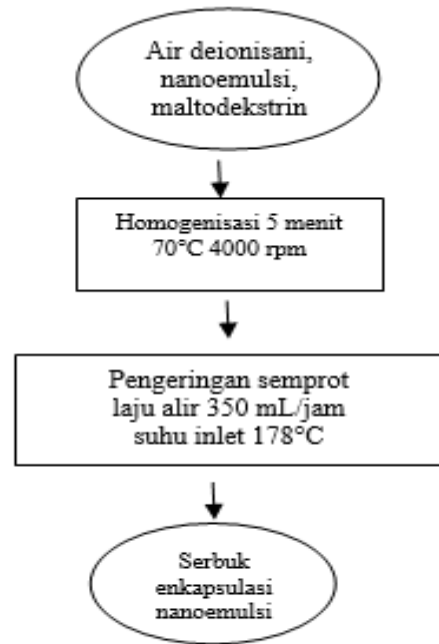 Air deionisani,
nanoemulsi,
maltodekstrin
Homogenisasi 5 menit
70°C 4000 rpm
Pengeringan semprot
laju alir 350 mL/jam
suhu inlet 178°C
Serbuk
enkapsulasi
nanoemulsi